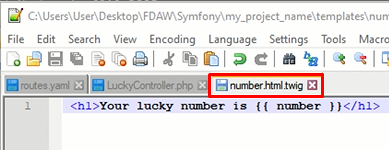 C:\Users\User\Desktop\FDAW\Symfony\my_project_name\templates\nu
File Edit Search View Encoding Language Settings Tools Macro
routes.yaml LuckyController.php number.html.twig
1 <h1>Your lucky number is {{ number }}</h1>